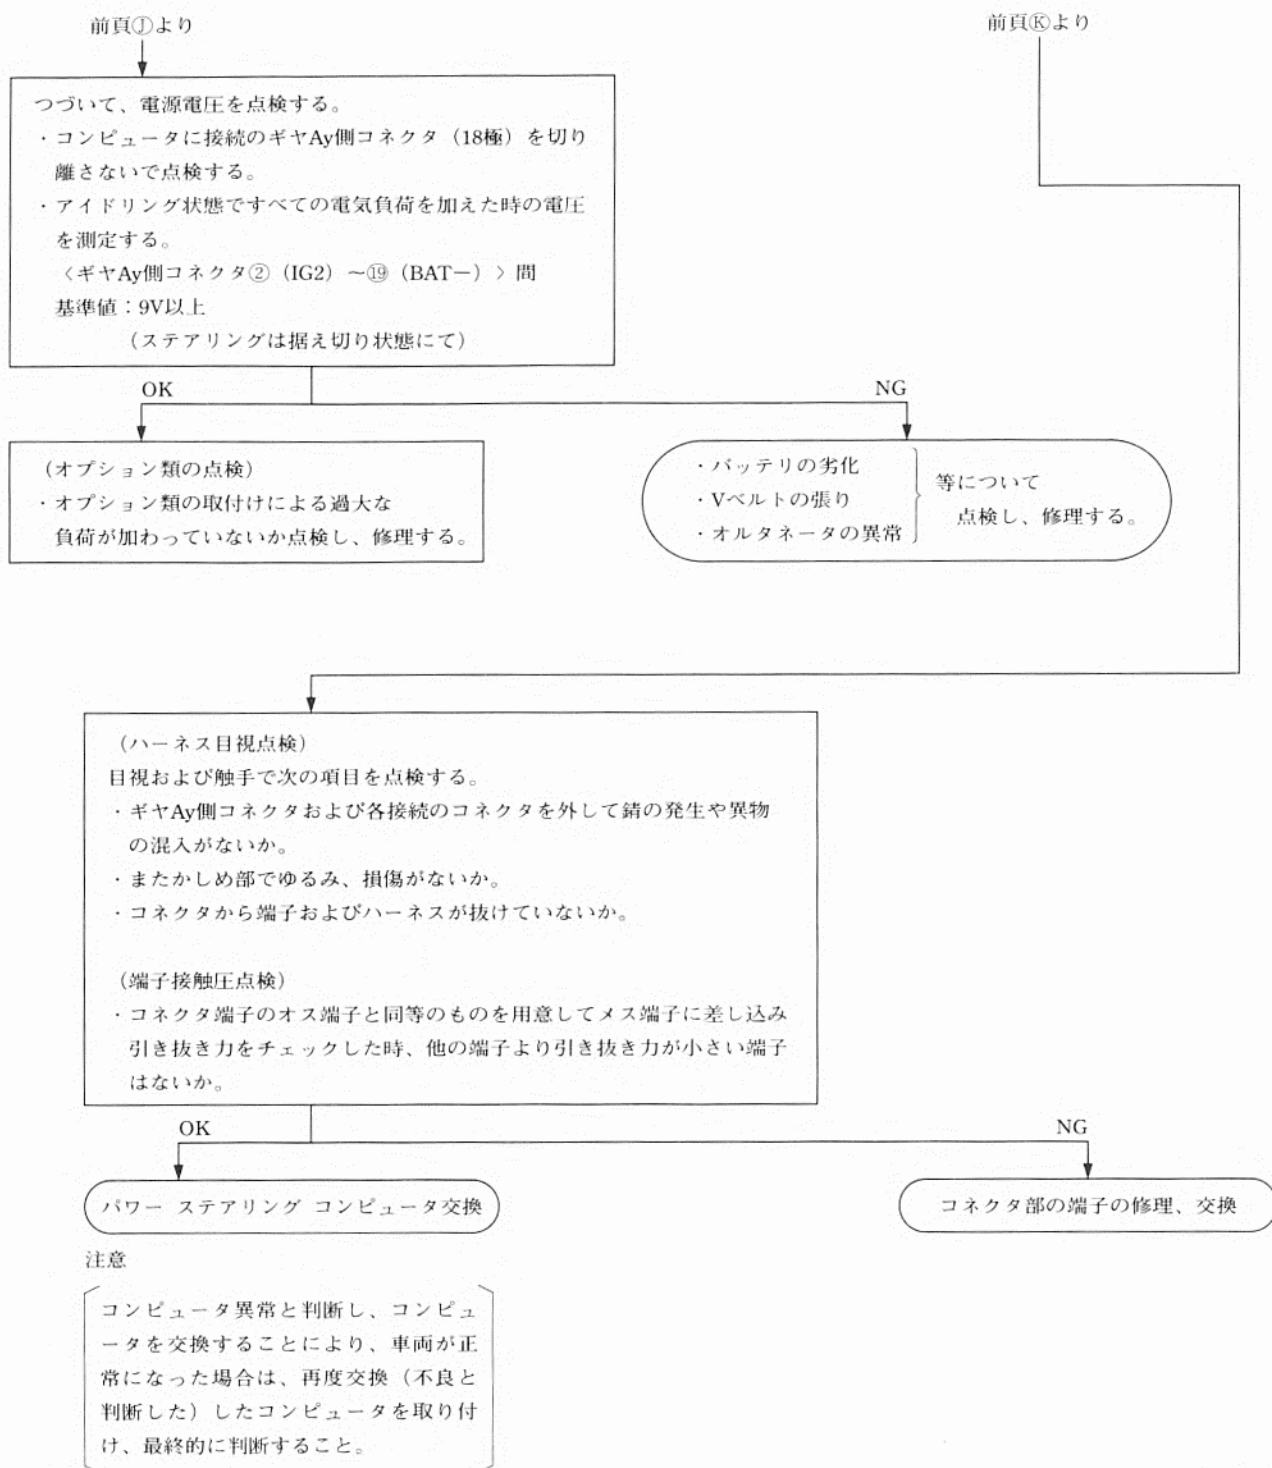 前頁Ⓙより
前頁Ⓚより
つづいて、電源電圧を点検する。
・コンピュータに接続のギヤAy側コネクタ（18極）を切り
離さないで点検する。
・アイドリング状態ですべての電気負荷を加えた時の電圧
を測定する。
〈ギヤAy側コネクタ②（IG2）～⑲（BAT－）〉間
基準値：9V以上
（ステアリングは据え切り状態にて）
OK
NG
（オプション類の点検）
・オプション類の取付けによる過大な
負荷が加わっていないか点検し、修理する。
・バッテリの劣化
・Vベルトの張り
・オルタネータの異常
等について
点検し、修理する。
（ハーネス目視点検）
目視および触手で次の項目を点検する。
・ギヤAy側コネクタおよび各接続のコネクタを外して錆の発生や異物
の混入がないか。
・またかしめ部でゆるみ、損傷がないか。
・コネクタから端子およびハーネスが抜けていないか。
（端子接触圧点検）
・コネクタ端子のオス端子と同等のものを用意してメス端子に差し込み
引き抜き力をチェックした時、他の端子より引き抜き力が小さい端子
はないか。
OK
NG
パワー ステアリング コンピュータ交換
コネクタ部の端子の修理、交換
注意
コンピュータ異常と判断し、コンピュ
ータを交換することにより、車両が正
常になった場合は、再度交換（不良と
判断した）したコンピュータを取り付
け、最終的に判断すること。